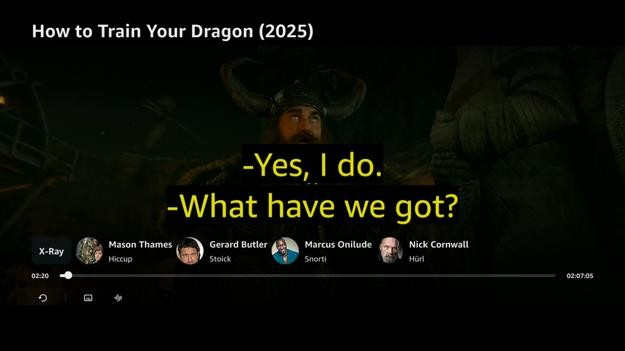 How to Train Your Dragon (2025)
-Yes, I do.
-What have we got?
X-Ray
Mason Thames
Hiccup
Gerard Butler
Stoick
Marcus Onilude
Snorti
Nick Cornwall
Hürl
02:20
02:07:05